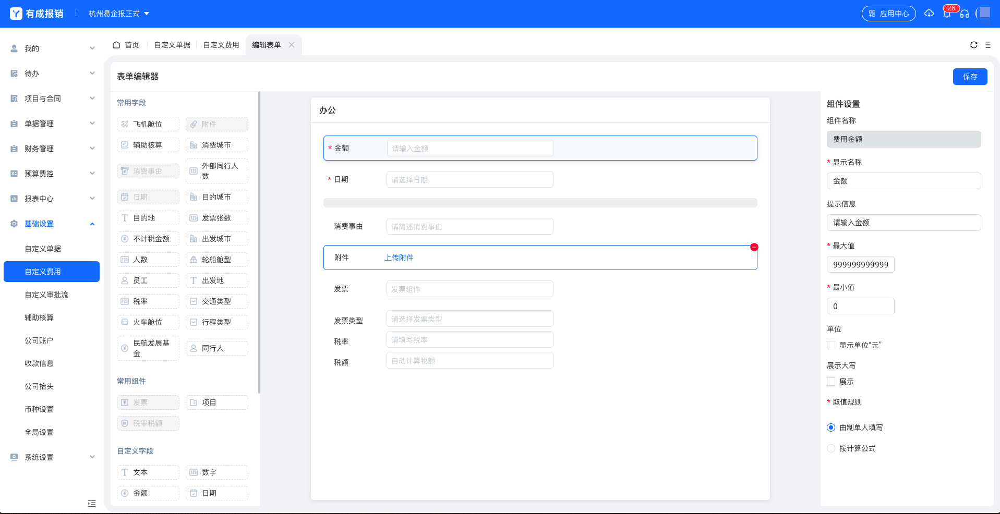 有成报销
杭州易企报正式
应用中心
26
我的
待办
项目与合同
单据管理
财务管理
预算费控
报表中心
基础设置
自定义单据
自定义费用
自定义审批流
辅助核算
公司账户
收款信息
公司抬头
币种设置
全局设置
系统设置
首页
自定义单据
自定义费用
编辑表单
表单编辑器
保存
常用字段
飞机舱位
附件
辅助核算
消费城市
消费事由
外部同行人
数
日期
目的城市
目的地
发票张数
不计税金额
出发城市
人数
轮船舱型
员工
出发地
税率
交通类型
火车舱位
行程类型
民航发展基
金
同行人
常用组件
发票
项目
税率税额
自定义字段
文本
数字
金额
日期
办公
* 金额
请输入金额
* 日期
请选择日期
消费事由
请简述消费事由
附件
上传附件
发票
发票组件
发票类型
请选择发票类型
税率
请填写税率
税额
自动计算税额
组件设置
组件名称
费用金额
* 显示名称
金额
提示信息
请输入金额
* 最大值
999999999999
* 最小值
0
单位
显示单位“元”
展示大写
展示
* 取值规则
由制单人填写
按计算公式